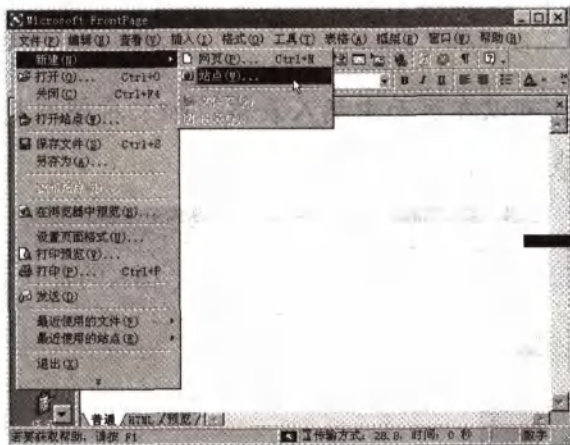 Microsoft FrontPage
文件(F) 编辑(E) 查看(V) 插入(I) 格式(O) 工具(T) 表格(A) 框架(R) 窗口(W) 帮助(H)
新建(N)
网页(P)... Ctrl+N
站点(W)...
打开(O)... Ctrl+O
关闭(C) Ctrl+F4
打开站点(W)...
保存文件(S) Ctrl+S
另存为(A)...
在浏览器中预览(B)...
设置页面格式(U)...
打印预览(V)...
打印(P)... Ctrl+P
发送(D)
最近使用的文件(F)
最近使用的站点(R)
退出(X)
普通 / HTML / 预览 /
若要获取帮助，请按 F1
传输方式: 28.8, 时间: 0 秒
数字